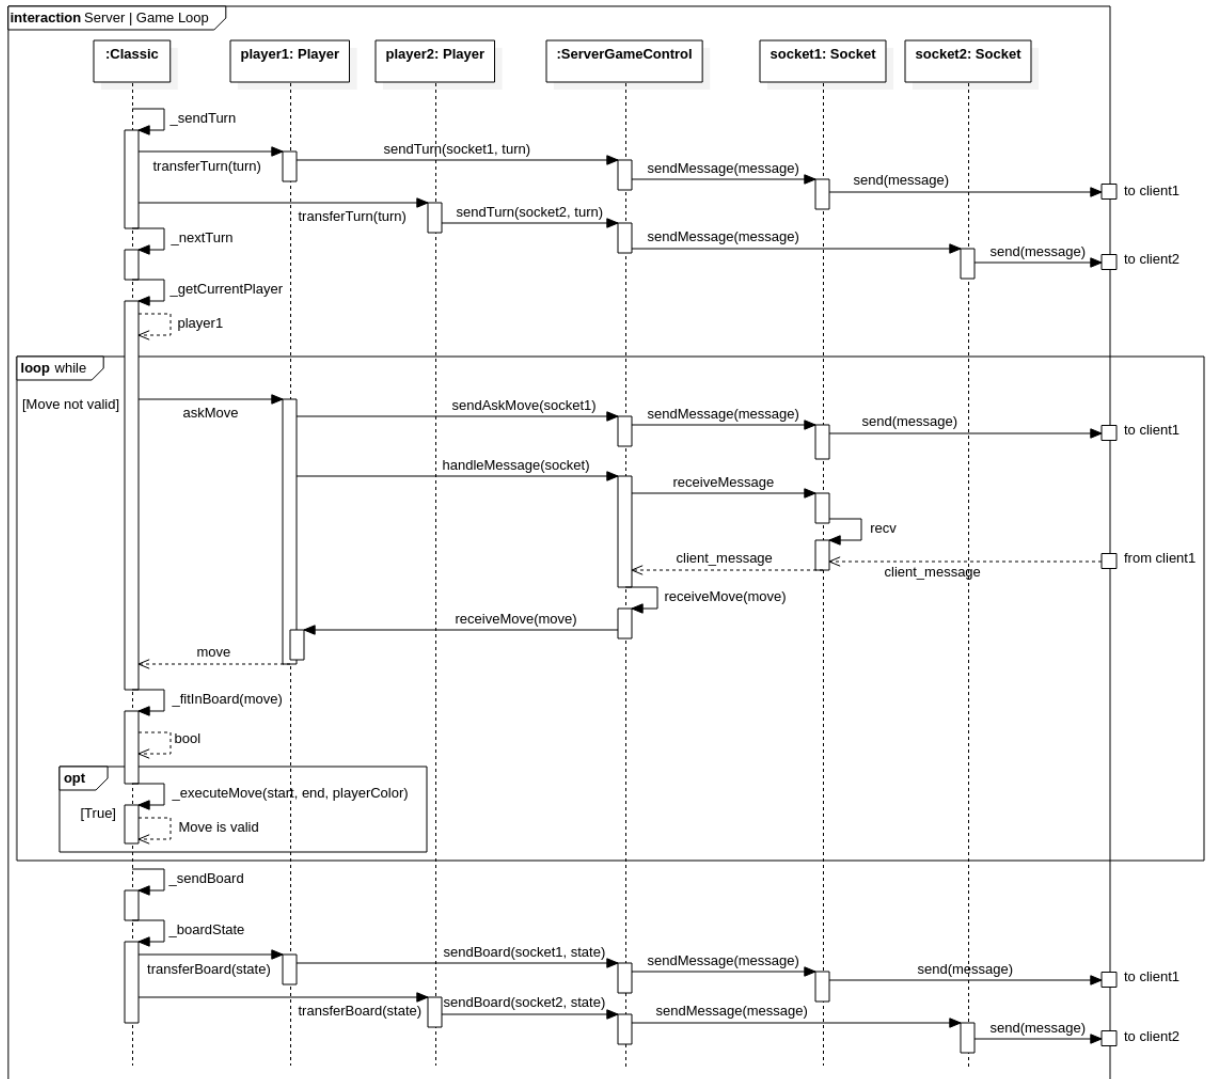 interaction Server | Game Loop
:Classic
player1: Player
player2: Player
:ServerGameControl
socket1: Socket
socket2: Socket
_sendTurn
transferTurn(turn)
sendTurn(socket1, turn)
sendMessage(message)
send(message)
to client1
transferTurn(turn)
sendTurn(socket2, turn)
sendMessage(message)
send(message)
to client2
_nextTurn
_getCurrentPlayer
player1
loop while
[Move not valid]
askMove
sendAskMove(socket1)
sendMessage(message)
send(message)
to client1
handleMessage(socket)
receiveMessage
recv
client_message
client_message
from client1
receiveMove(move)
receiveMove(move)
move
_fitInBoard(move)
bool
opt
_executeMove(start, end, playerColor)
[True]
Move is valid
_sendBoard
_boardState
transferBoard(state)
sendBoard(socket1, state)
sendMessage(message)
send(message)
to client1
transferBoard(state)
sendBoard(socket2, state)
sendMessage(message)
send(message)
to client2